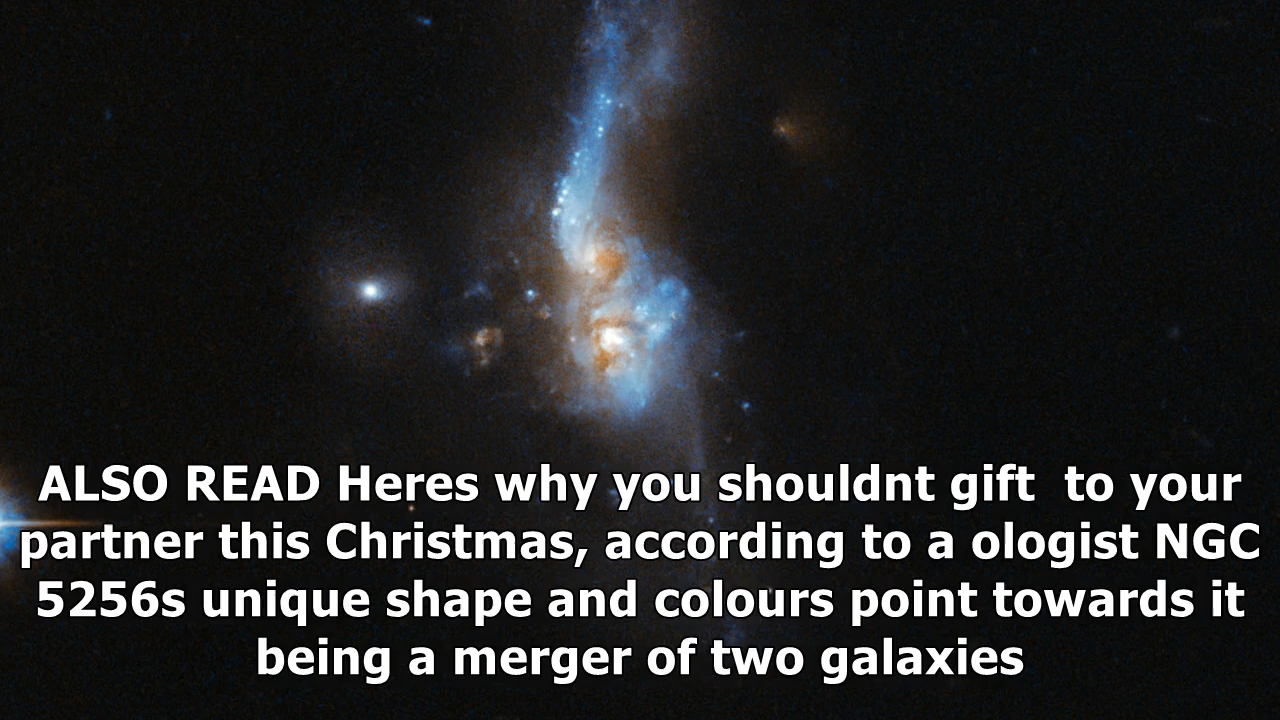 ALSO READ Heres why you shouldnt gift  to your
partner this Christmas, according to a ologist NGC
5256s unique shape and colours point towards it
being a merger of two galaxies